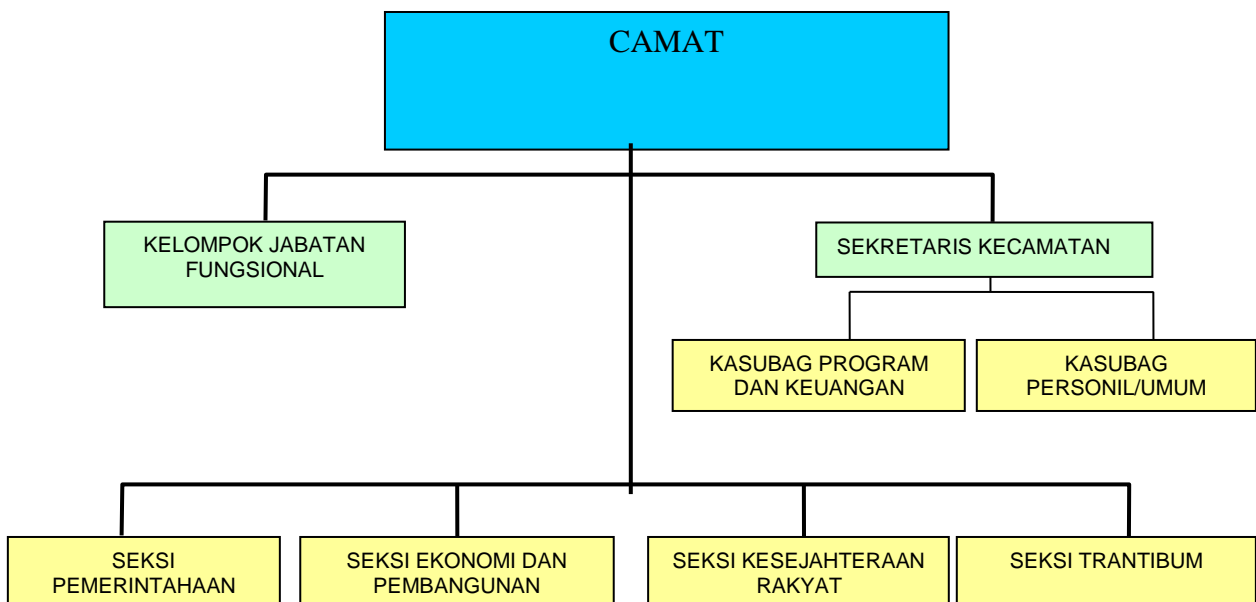 CAMAT
KELOMPOK JABATAN
FUNGSIONAL
SEKRETARIS KECAMATAN
KASUBAG PROGRAM
DAN KEUANGAN
KASUBAG
PERSONIL/UMUM
SEKSI
PEMERINTAHAAN
SEKSI EKONOMI DAN
PEMBANGUNAN
SEKSI KESEJAHTERAAN
RAKYAT
SEKSI TRANTIBUM